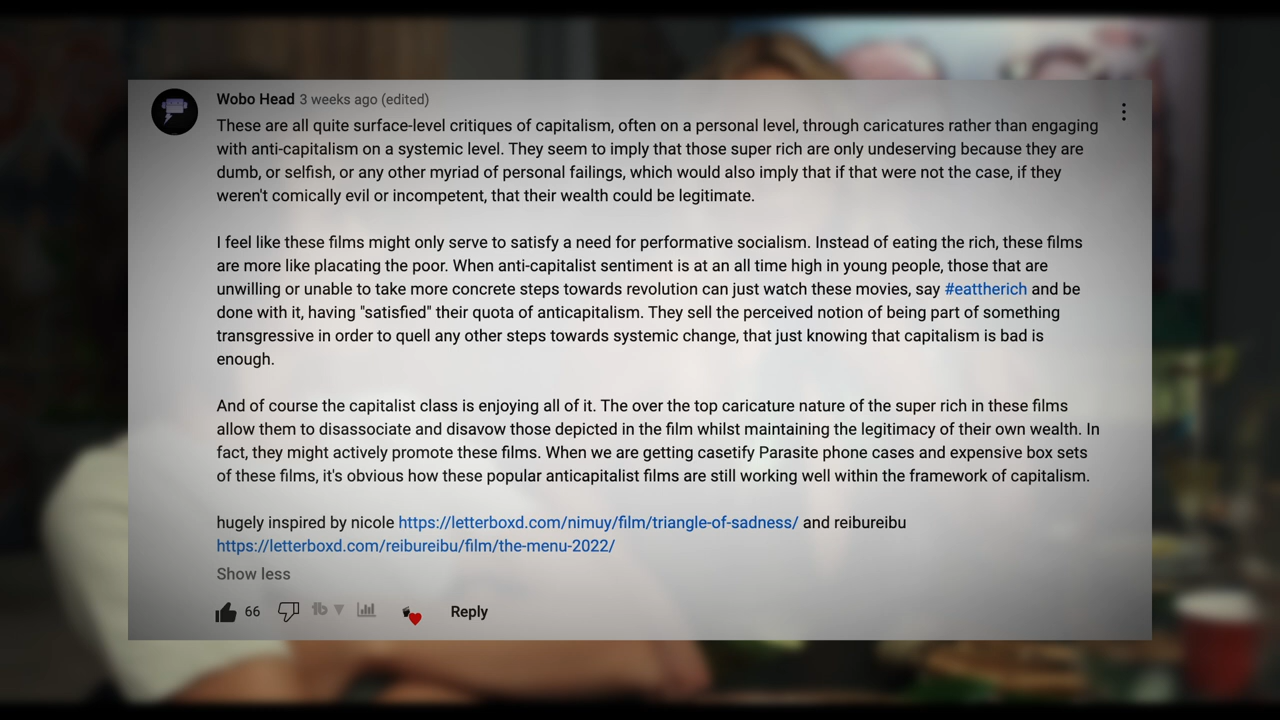 Wobo Head 3 weeks ago (edited)
These are all quite surface-level critiques of capitalism, often on a personal level, through caricatures rather than engaging
with anti-capitalism on a systemic level. They seem to imply that those super rich are only undeserving because they are
dumb, or selfish, or any other myriad of personal failings, which would also imply that if that were not the case, if they
weren't comically evil or incompetent, that their wealth could be legitimate.
I feel like these films might only serve to satisfy a need for performative socialism. Instead of eating the rich, these films
are more like placating the poor. When anti-capitalist sentiment is at an all time high in young people, those that are
unwilling or unable to take more concrete steps towards revolution can just watch these movies, say #eattherich and be
done with it, having "satisfied" their quota of anticapitalism. They sell the perceived notion of being part of something
transgressive in order to quell any other steps towards systemic change, that just knowing that capitalism is bad is
enough.
And of course the capitalist class is enjoying all of it. The over the top caricature nature of the super rich in these films
allow them to disassociate and disavow those depicted in the film whilst maintaining the legitimacy of their own wealth. In
fact, they might actively promote these films. When we are getting casetify Parasite phone cases and expensive box sets
of these films, it's obvious how these popular anticapitalist films are still working well within the framework of capitalism.
hugely inspired by nicole https://letterboxd.com/nimuy/film/triangle-of-sadness/ and reibureibu
https://letterboxd.com/reibureibu/film/the-menu-2022/
Show less
66 tb Reply